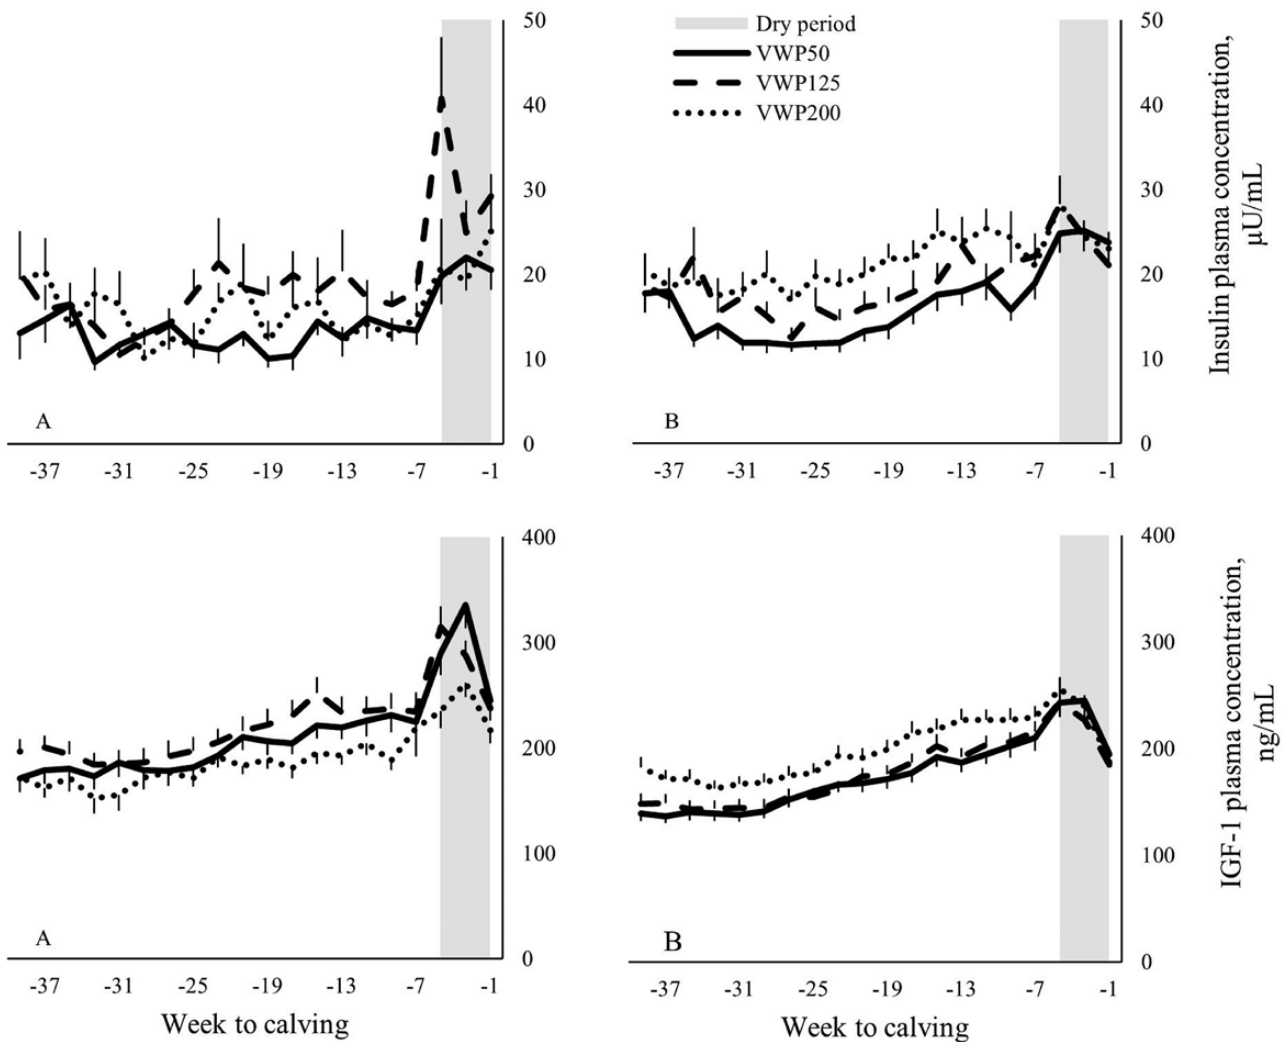 50
40
30
20
10
0
A
-37 -31 -25 -19 -13 -7 -1
Dry period
VWP50
VWP125
VWP200
50
40
30
20
10
0
B
-37 -31 -25 -19 -13 -7 -1
Insulin plasma concentration,
µU/mL
400
300
200
100
0
A
-37 -31 -25 -19 -13 -7 -1
Week to calving
400
300
200
100
0
B
-37 -31 -25 -19 -13 -7 -1
Week to calving
IGF-1 plasma concentration,
ng/mL